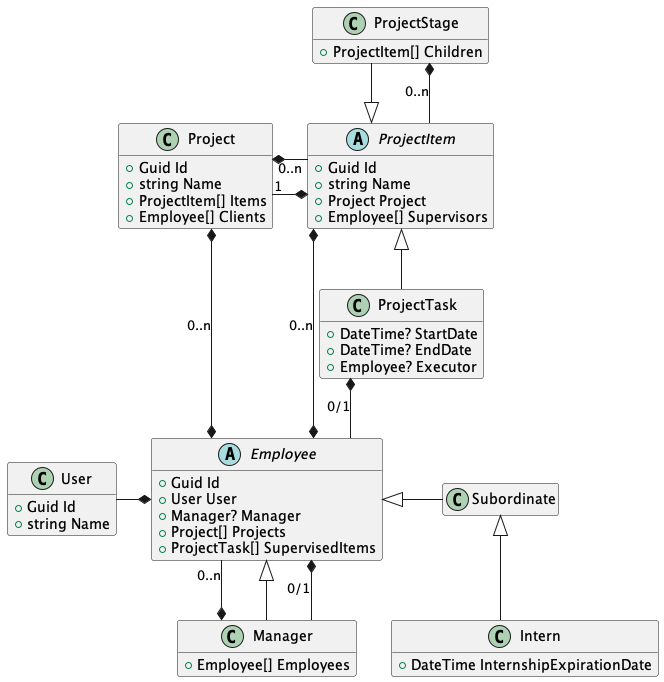 C ProjectStage
ProjectItem[] Children
0..n
C Project
Guid Id
string Name
ProjectItem[] Items
Employee[] Clients
0..n
1
A ProjectItem
Guid Id
string Name
Project Project
Employee[] Supervisors
C ProjectTask
DateTime? StartDate
DateTime? EndDate
Employee? Executor
0..n
0..n
0/1
C User
Guid Id
string Name
A Employee
Guid Id
User User
Manager? Manager
Project[] Projects
ProjectTask[] SupervisedItems
C Subordinate
0..n
0/1
C Manager
Employee[] Employees
C Intern
DateTime InternshipExpirationDate